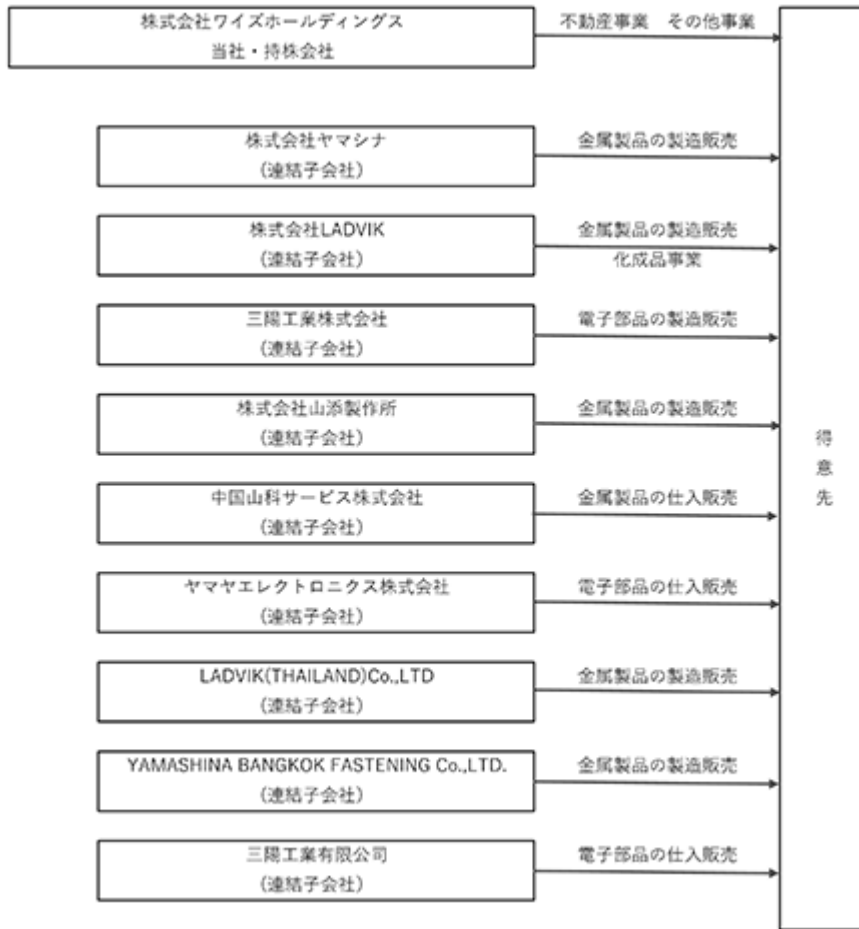 株式会社ワイズホールディングス
当社・持株会社
不動産事業　その他事業
株式会社ヤマシナ
(連結子会社)
金属製品の製造販売
株式会社LADVIK
(連結子会社)
金属製品の製造販売
化成品事業
三陽工業株式会社
(連結子会社)
電子部品の製造販売
株式会社山添製作所
(連結子会社)
金属製品の製造販売
中国山科サービス株式会社
(連結子会社)
金属製品の仕入販売
ヤマヤエレクトロニクス株式会社
(連結子会社)
電子部品の仕入販売
LADVIK(THAILAND)Co.,LTD
(連結子会社)
金属製品の製造販売
YAMASHINA BANGKOK FASTENING Co.,LTD.
(連結子会社)
金属製品の製造販売
三陽工業有限公司
(連結子会社)
電子部品の仕入販売
得意先